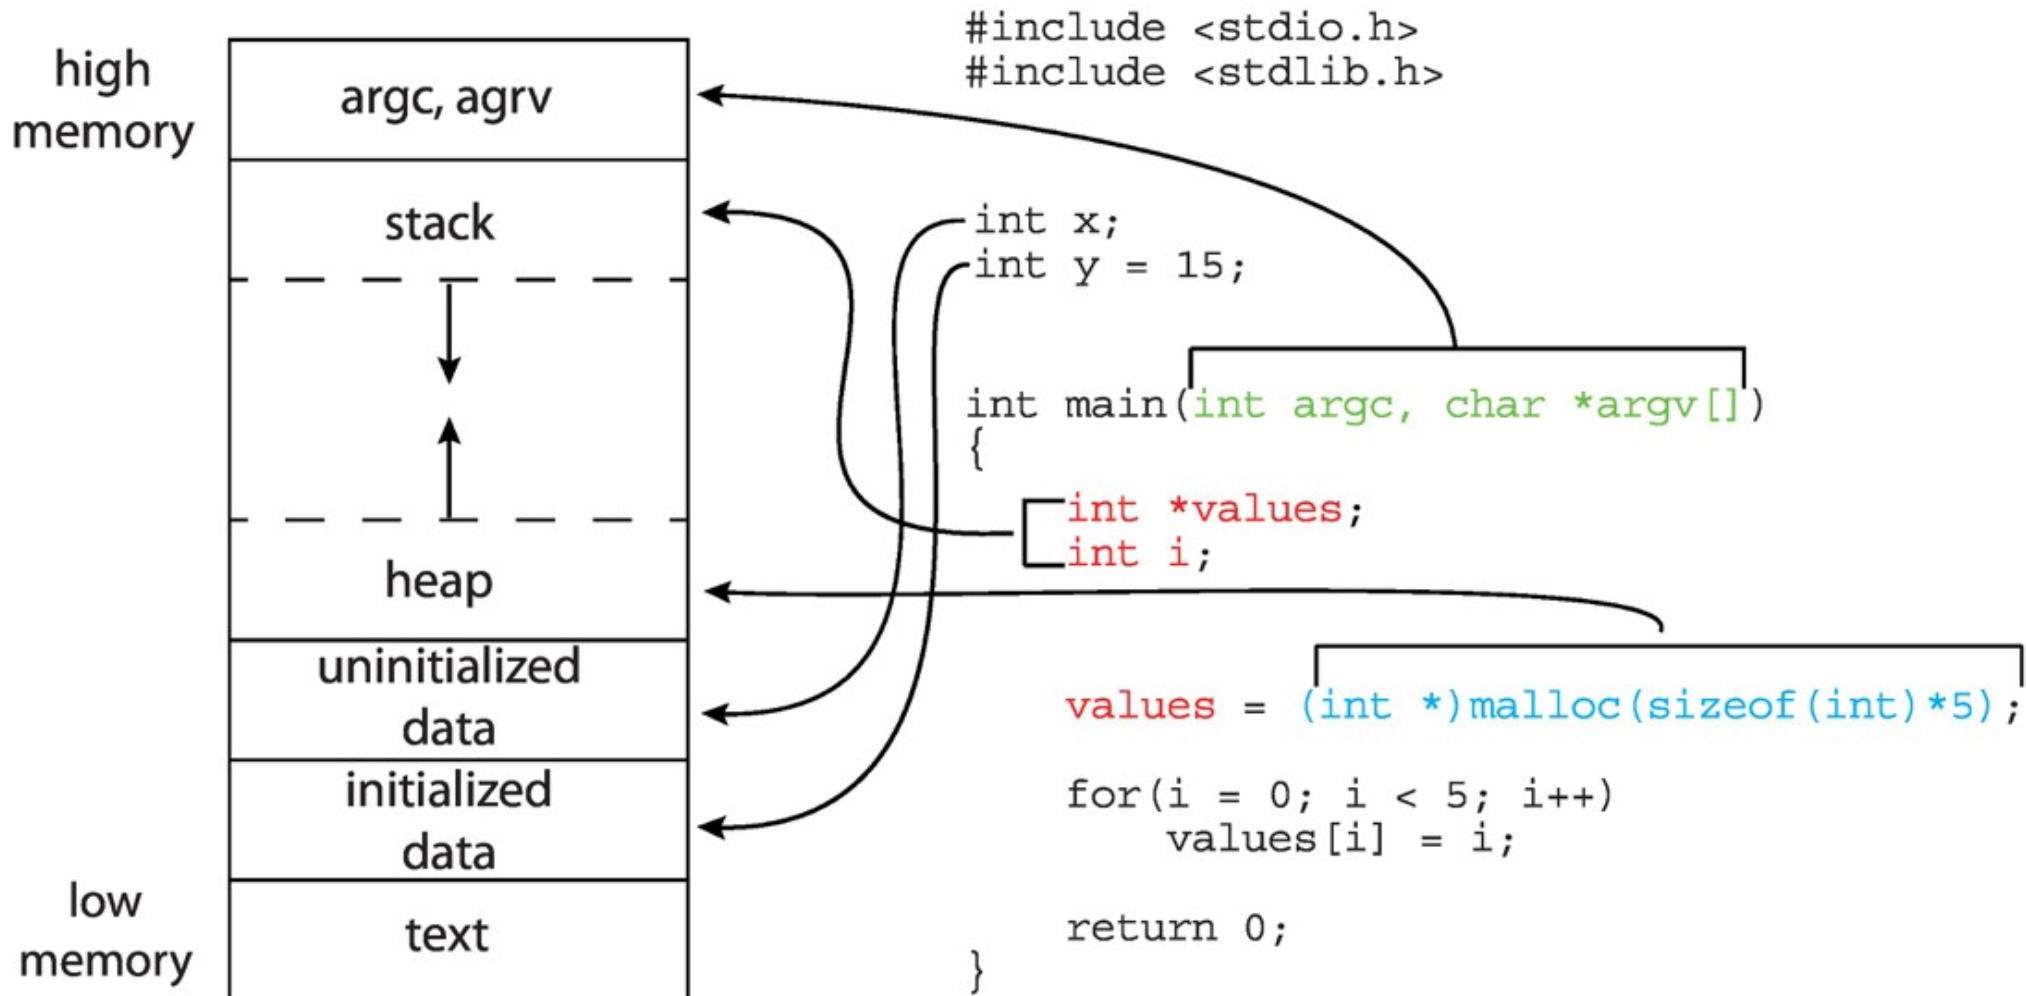 high
memory
argc, agrv
stack
heap
uninitialized
data
initialized
data
low
memory
text
#include <stdio.h>
#include <stdlib.h>
int x;
int y = 15;
int main(int argc, char *argv[])
{
int *values;
int i;
values = (int *)malloc(sizeof(int)*5);
for(i = 0; i < 5; i++)
values[i] = i;
return 0;
}